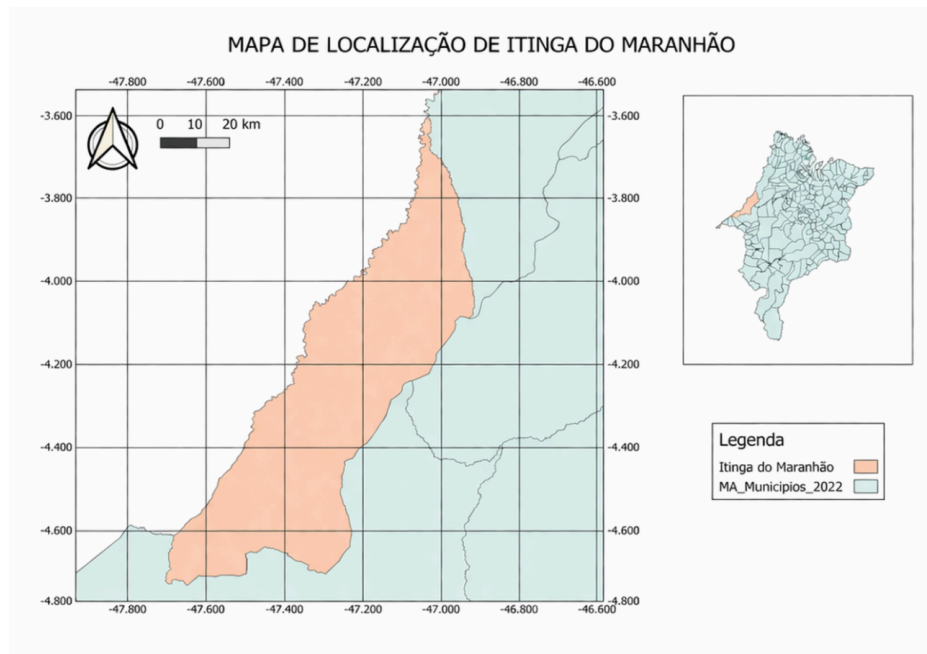 MAPA DE LOCALIZAÇÃO DE ITINGA DO MARANHÃO
-47.800 -47.600 -47.400 -47.200 -47.000 -46.800 -46.600
0 10 20 km
-3.600 -3.600
-3.800 -3.800
-4.000 -4.000
-4.200 -4.200
-4.400 -4.400
-4.600 -4.600
-4.800 -4.800
-47.800 -47.600 -47.400 -47.200 -47.000 -46.800 -46.600
Legenda
Itinga do Maranhão
MA_Municipios_2022